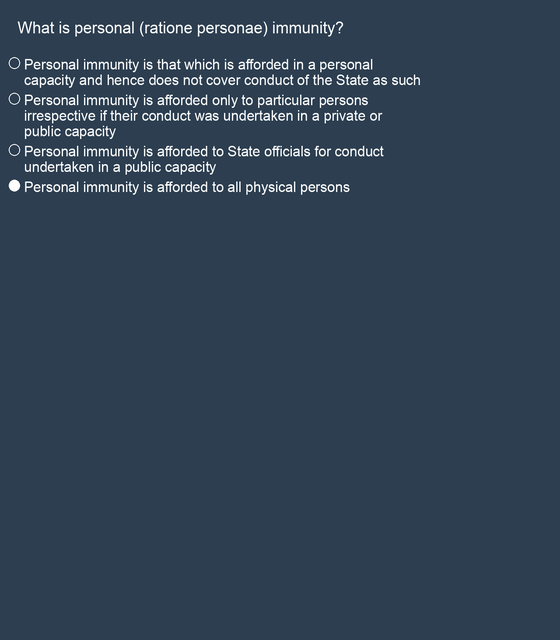 What is personal (ratione personae) immunity?
Personal immunity is that which is afforded in a personal
capacity and hence does not cover conduct of the State as such
Personal immunity is afforded only to particular persons
irrespective if their conduct was undertaken in a private or
public capacity
Personal immunity is afforded to State officials for conduct
undertaken in a public capacity
Personal immunity is afforded to all physical persons